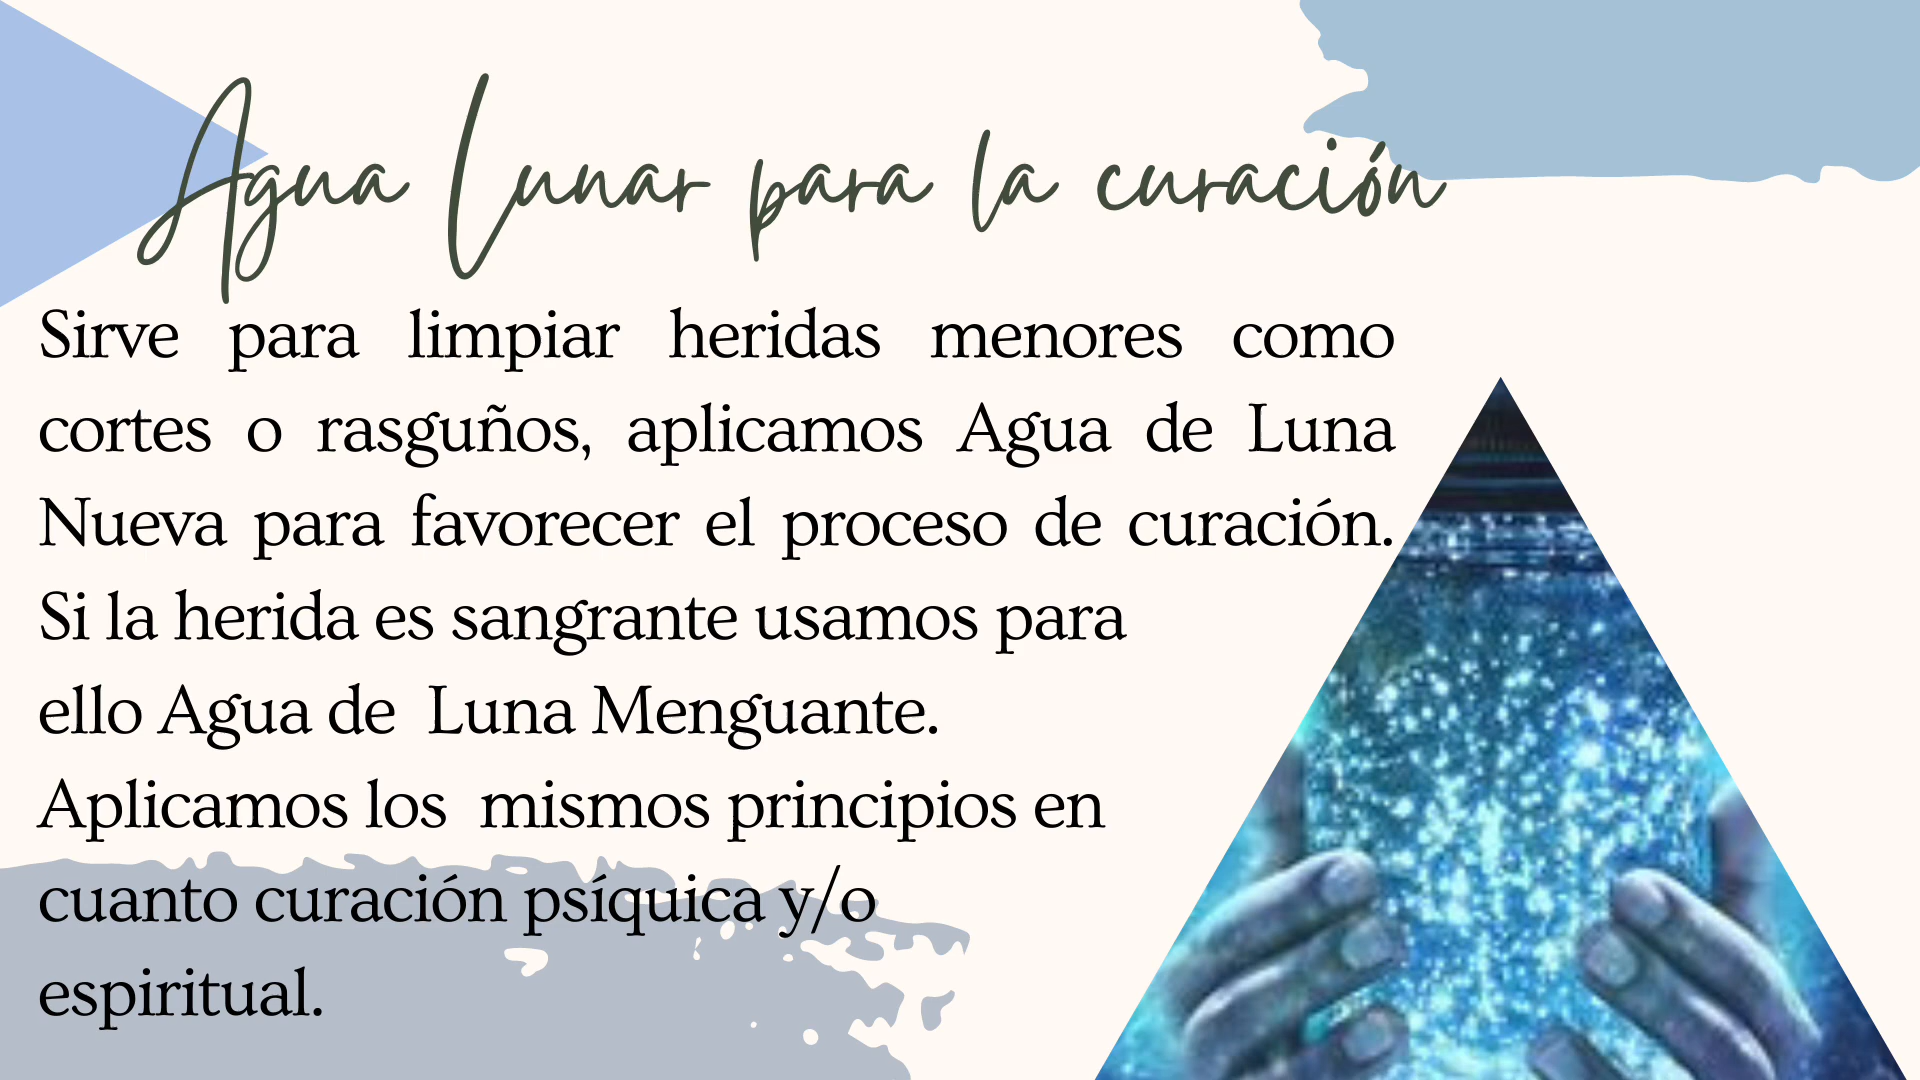 Agua Lunar para la curación
Sirve para limpiar heridas menores como
cortes o rasguños, aplicamos Agua de Luna
Nueva para favorecer el proceso de curación.
Si la herida es sangrante usamos para
ello Agua de Luna Menguante.
Aplicamos los mismos principios en
cuanto curación psíquica y/o
espiritual.